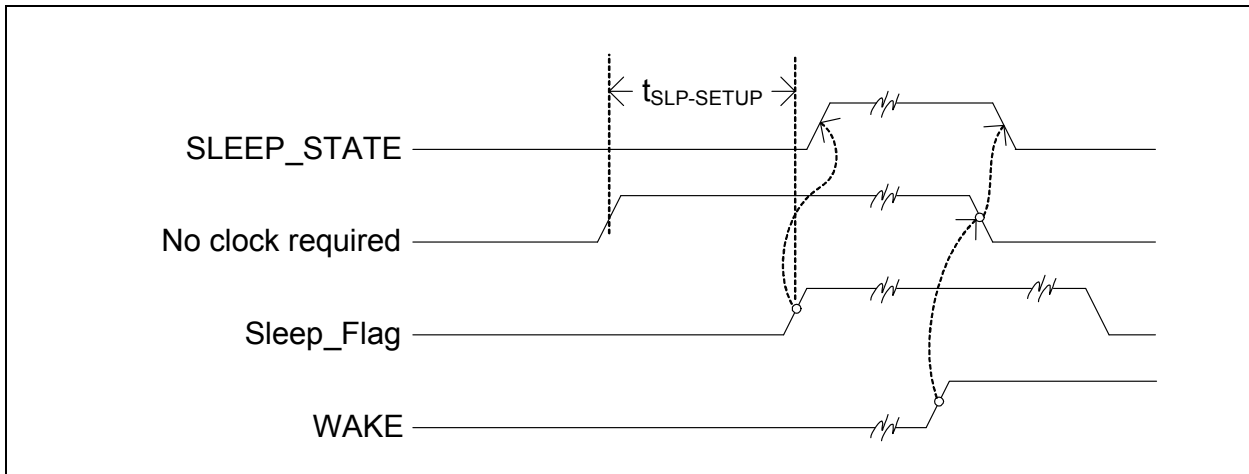 tSLP-SETUP
SLEEP_STATE
No clock required
Sleep_Flag
WAKE